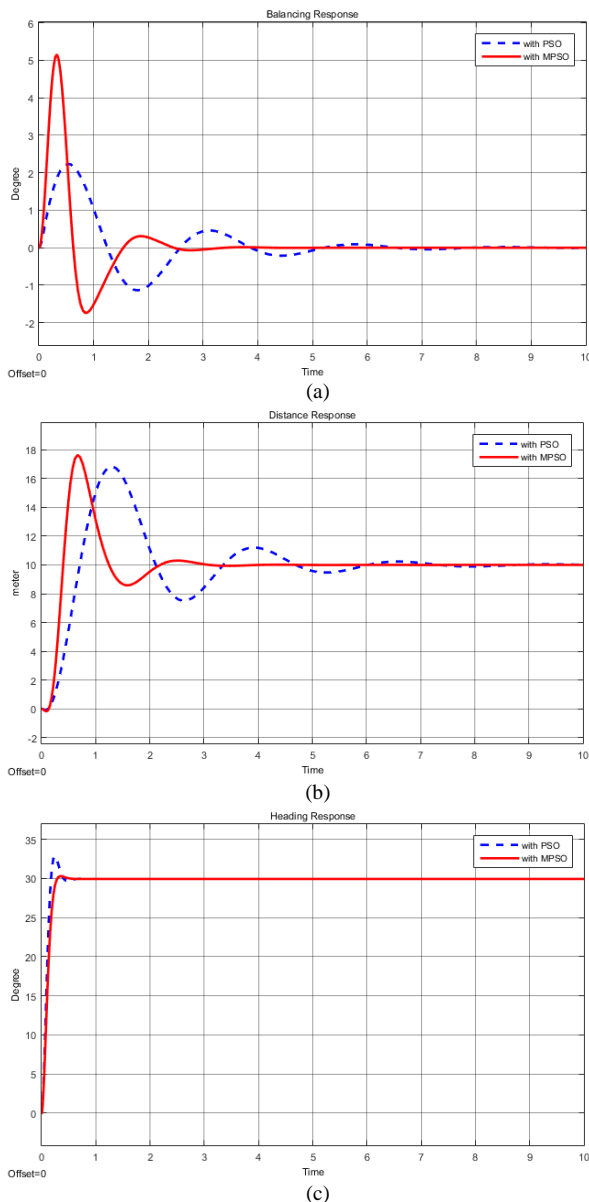 Balancing Response
with PSO
with MPSO
6
5
4
3
2
1
0
-1
-2
Degree
0 1 2 3 4 5 6 7 8 9 10
Time
Offset=0
(a)
Distance Response
with PSO
with MPSO
18
16
14
12
10
8
6
4
2
0
-2
meter
0 1 2 3 4 5 6 7 8 9 10
Time
Offset=0
(b)
Heading Response
with PSO
with MPSO
35
30
25
20
15
10
5
0
Degree
0 1 2 3 4 5 6 7 8 9 10
Time
Offset=0
(c)